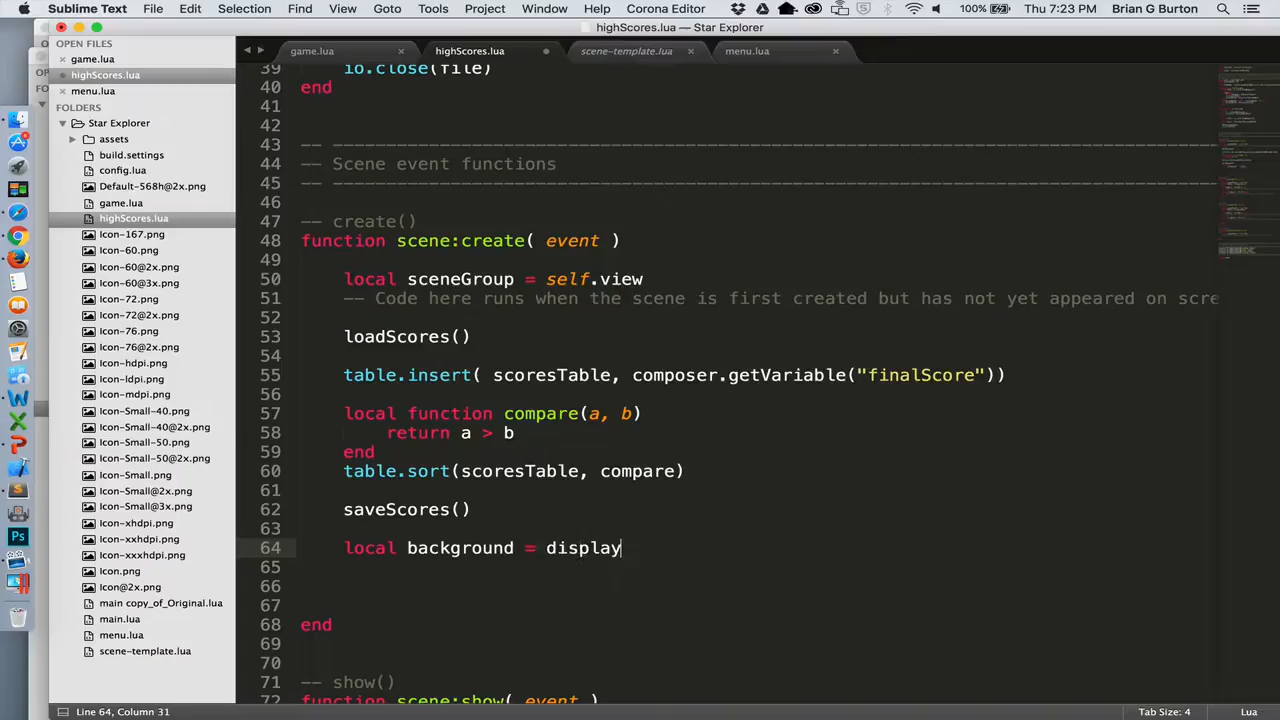 Sublime Text File Edit Selection Find View Goto Tools Project Window Help Corona Editor 100% Thu 7:23 PM Brian G Burton
highScores.lua — Star Explorer
OPEN FILES
game.lua
highScores.lua
menu.lua
FOLDERS
Star Explorer
assets
build.settings
config.lua
Default-568h@2x.png
game.lua
highScores.lua
Icon-167.png
Icon-60.png
Icon-60@2x.png
Icon-60@3x.png
Icon-72.png
Icon-72@2x.png
Icon-76.png
Icon-76@2x.png
Icon-hdpi.png
Icon-ldpi.png
Icon-mdpi.png
Icon-Small-40.png
Icon-Small-40@2x.png
Icon-Small-50.png
Icon-Small-50@2x.png
Icon-Small.png
Icon-Small@2x.png
Icon-Small@3x.png
Icon-xhdpi.png
Icon-xxhdpi.png
Icon-xxxhdpi.png
Icon.png
Icon@2x.png
main copy_of_Original.lua
main.lua
menu.lua
scene-template.lua
game.lua highScores.lua scene-template.lua menu.lua
39 io.close(file)
40 end
41
42
43 -- --------------------------------------------------------------------------------
44 -- Scene event functions
45 -- --------------------------------------------------------------------------------
46
47 -- create()
48 function scene:create( event )
49
50 local sceneGroup = self.view
51 -- Code here runs when the scene is first created but has not yet appeared on scre
52
53 loadScores()
54
55 table.insert( scoresTable, composer.getVariable("finalScore"))
56
57 local function compare(a, b)
58 return a > b
59 end
60 table.sort(scoresTable, compare)
61
62 saveScores()
63
64 local background = display
65
66
67
68 end
69
70
71 -- show()
72 function scene:show( event )
Line 64, Column 31 Tab Size: 4 Lua